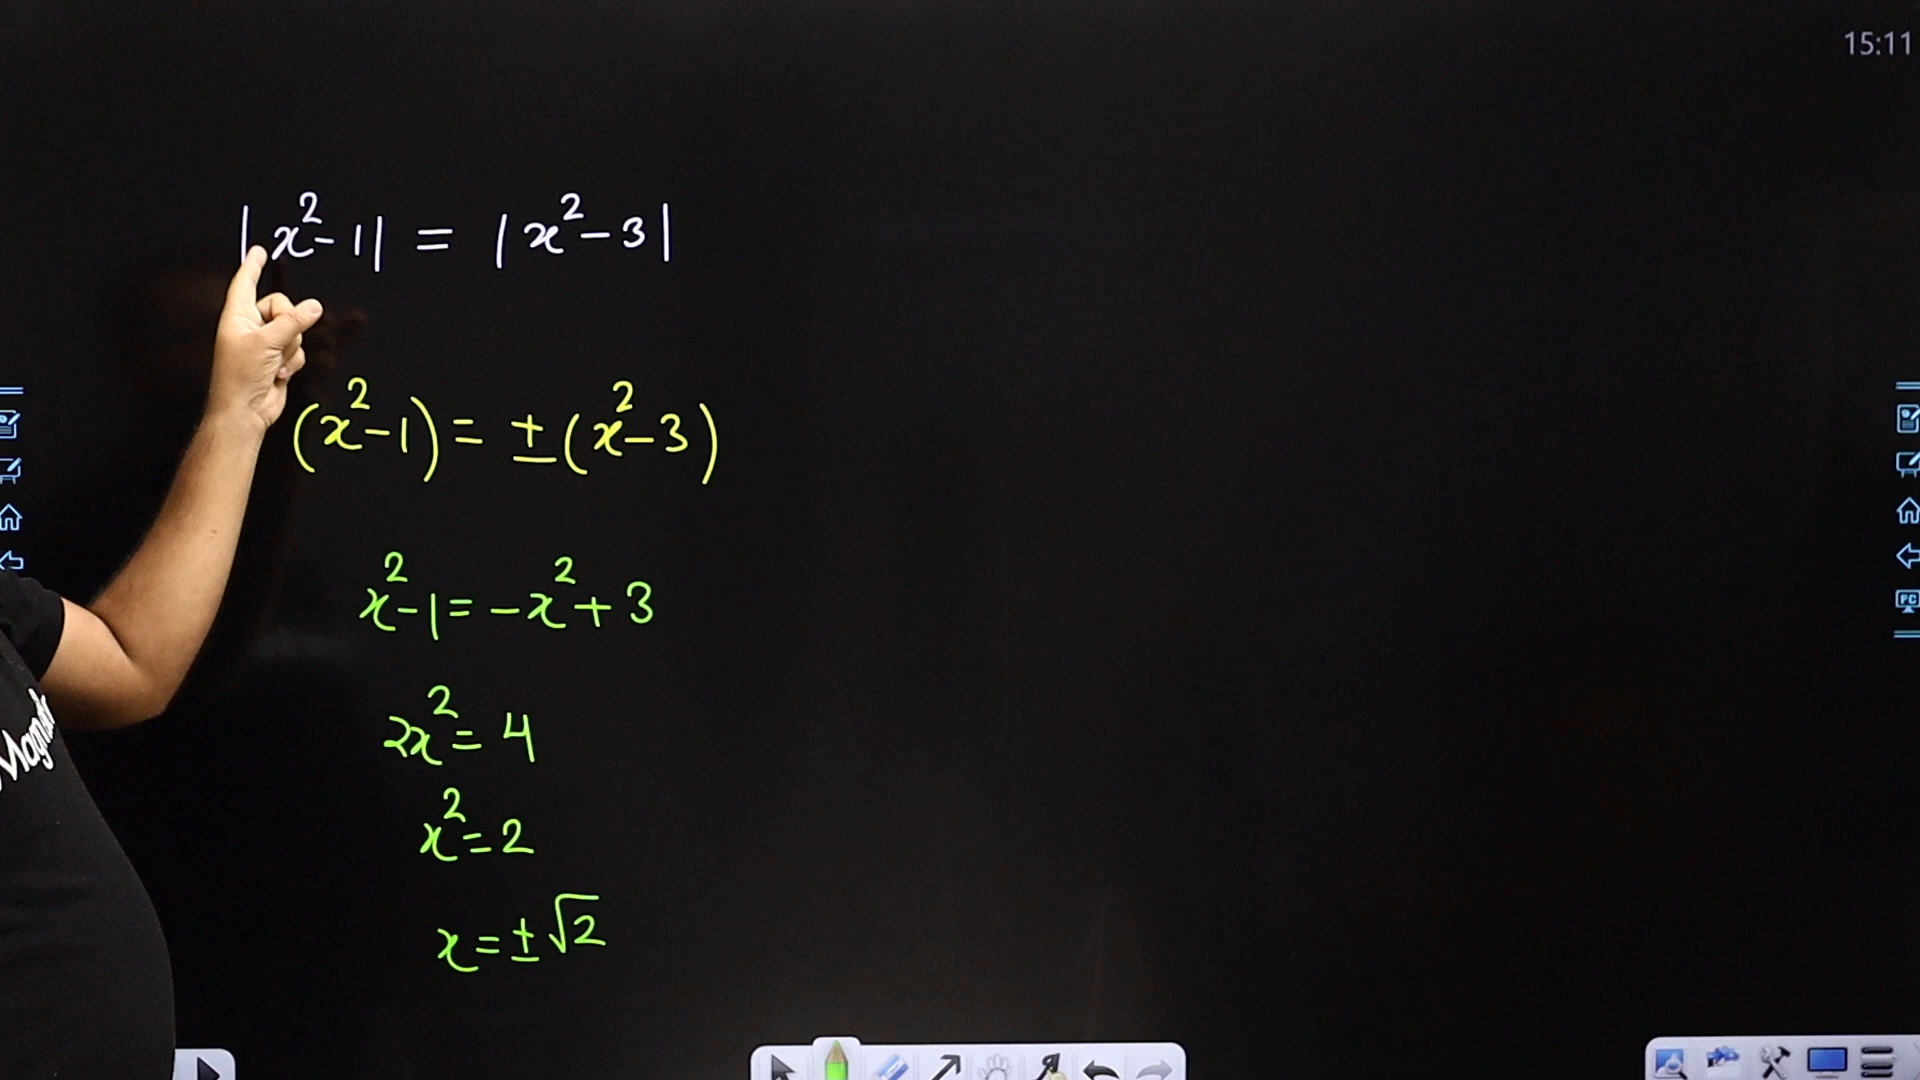 15:11
|x²-1| = |x²-3|
(x²-1) = ±(x²-3)
x²-1 = -x²+3
2x² = 4
x² = 2
x = ±√2
PC